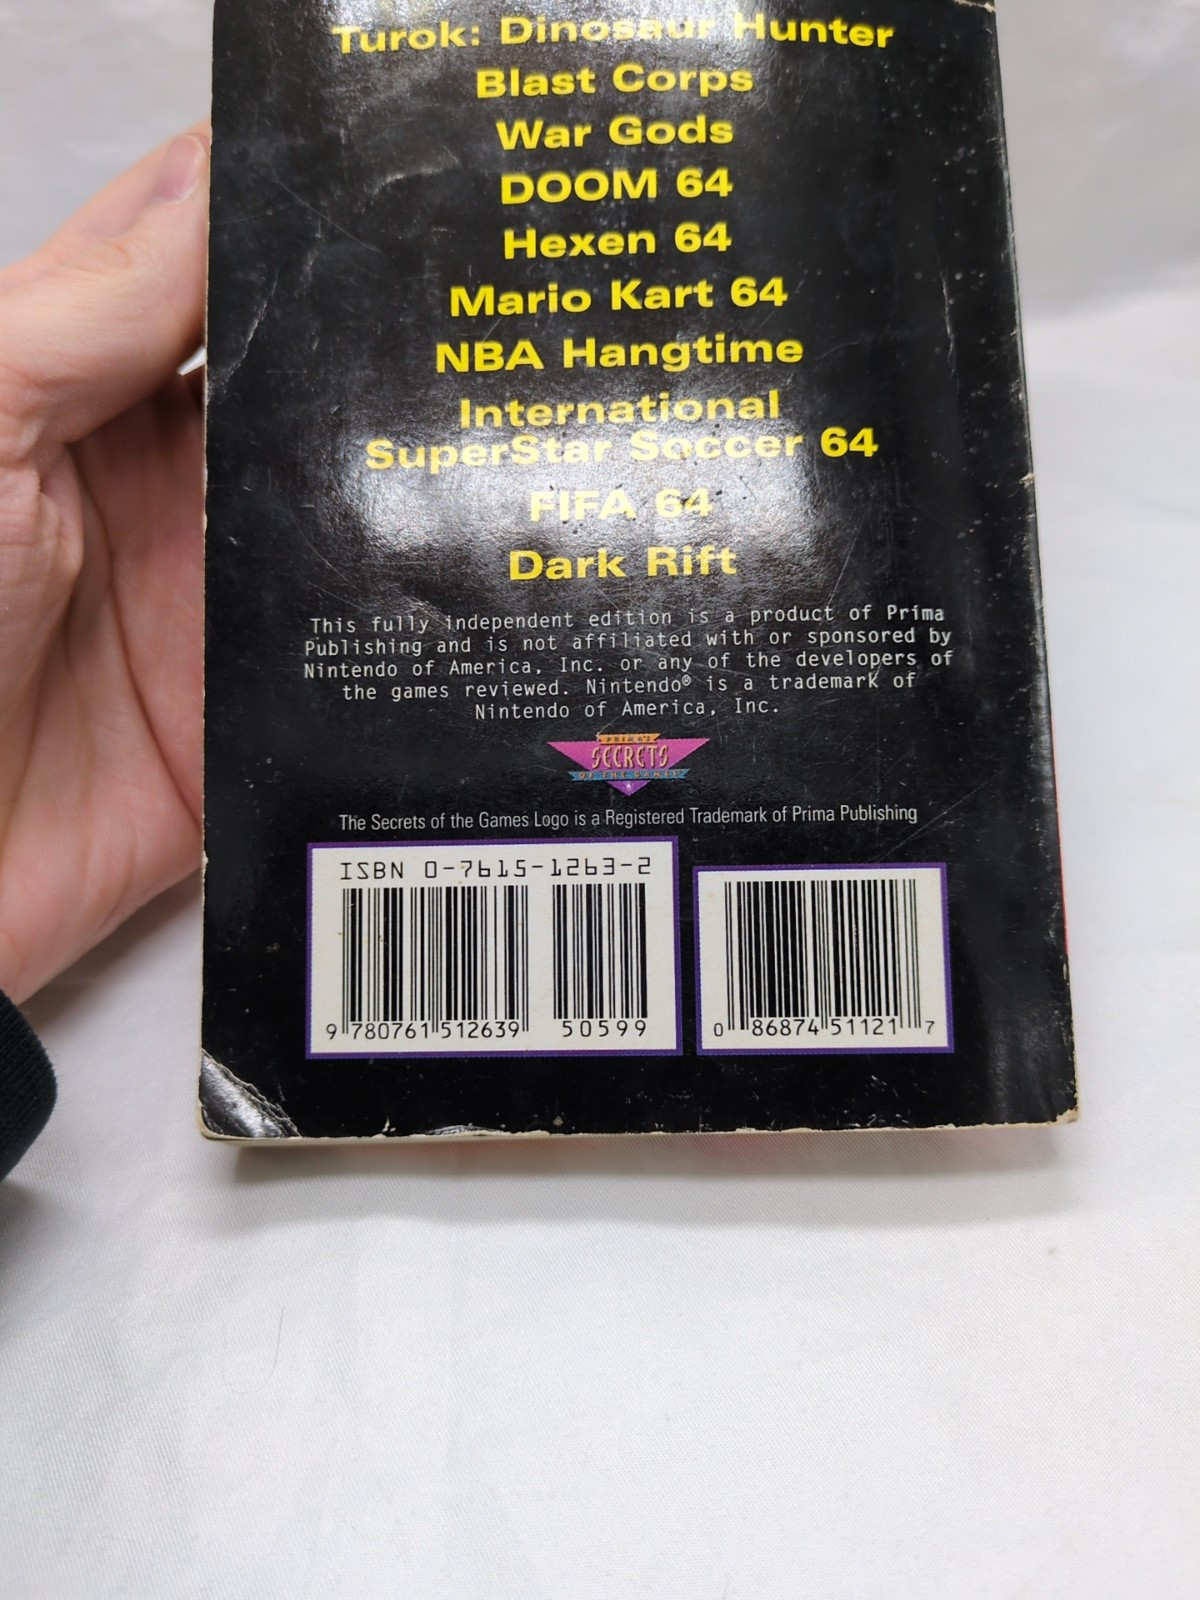 Turok: Dinosaur Hunter
Blast Corps
War Gods
DOOM 64
Hexen 64
Mario Kart 64
NBA Hangtime
International
SuperStar Soccer 64
FIFA 64
Dark Rift
This fully independent edition is a product of Prima
Publishing and is not affiliated with or sponsored by
Nintendo of America, Inc. or any of the developers of
the games reviewed. Nintendo® is a trademark of
Nintendo of America, Inc.
PRIMA'S
SECRETS
OF THE GAMES
The Secrets of the Games Logo is a Registered Trademark of Prima Publishing
ISBN 0-7615-1263-2
9 780761 512639 50599
0 86874 51121 7